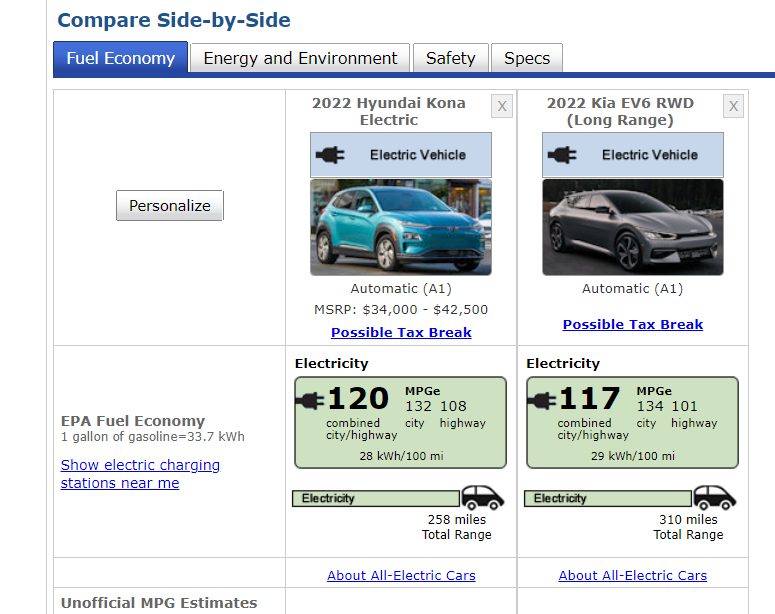 Compare Side-by-Side
Fuel Economy Energy and Environment Safety Specs
Personalize
2022 Hyundai Kona
Electric
X
Electric Vehicle
Automatic (A1)
MSRP: $34,000 - $42,500
Possible Tax Break
2022 Kia EV6 RWD
(Long Range)
X
Electric Vehicle
Automatic (A1)
Possible Tax Break
EPA Fuel Economy
1 gallon of gasoline=33.7 kWh
Show electric charging
stations near me
Electricity
120 MPGe
132 108
combined city highway
city/highway
28 kWh/100 mi
Electricity
258 miles
Total Range
Electricity
117 MPGe
134 101
combined city highway
city/highway
29 kWh/100 mi
Electricity
310 miles
Total Range
About All-Electric Cars
About All-Electric Cars
Unofficial MPG Estimates